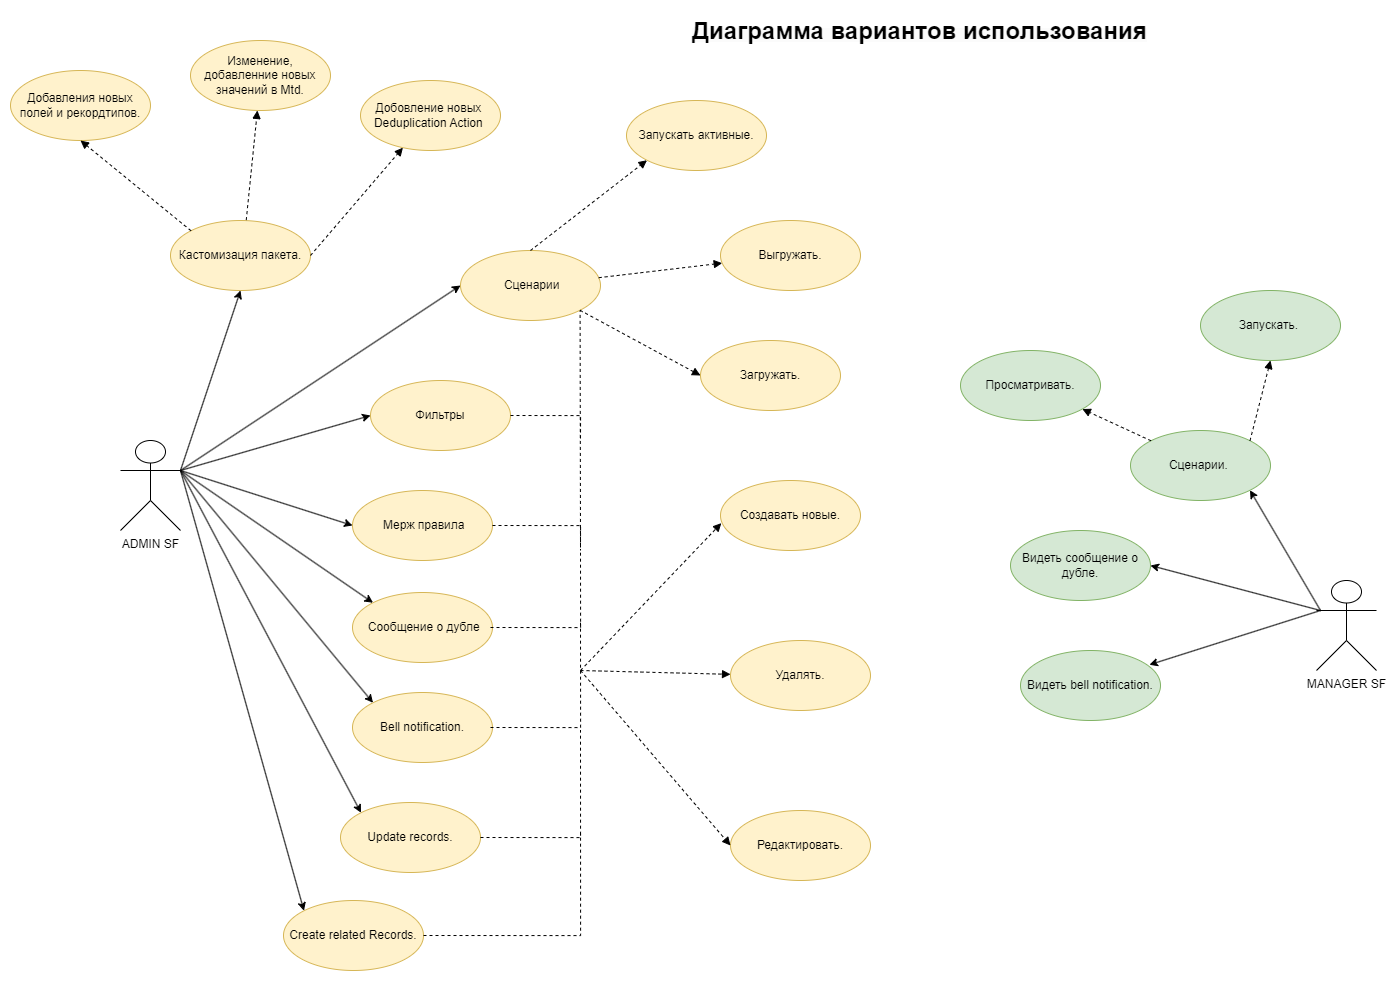 Диаграмма вариантов использования
Изменение,
добавленние новых
значений в Mtd.
Добавления новых
полей и рекордтипов.
Добовление новых
Deduplication Action
Запускать активные.
Кастомизация пакета.
Выгружать.
Сценарии
Запускать.
Загружать.
Просматривать.
Фильтры
Сценарии.
Создавать новые.
Мерж правила
ADMIN SF
Видеть сообщение о
дубле.
Сообщение о дубле
Удалять.
MANAGER SF
Видеть bell notification.
Bell notification.
Update records.
Редактировать.
Create related Records.